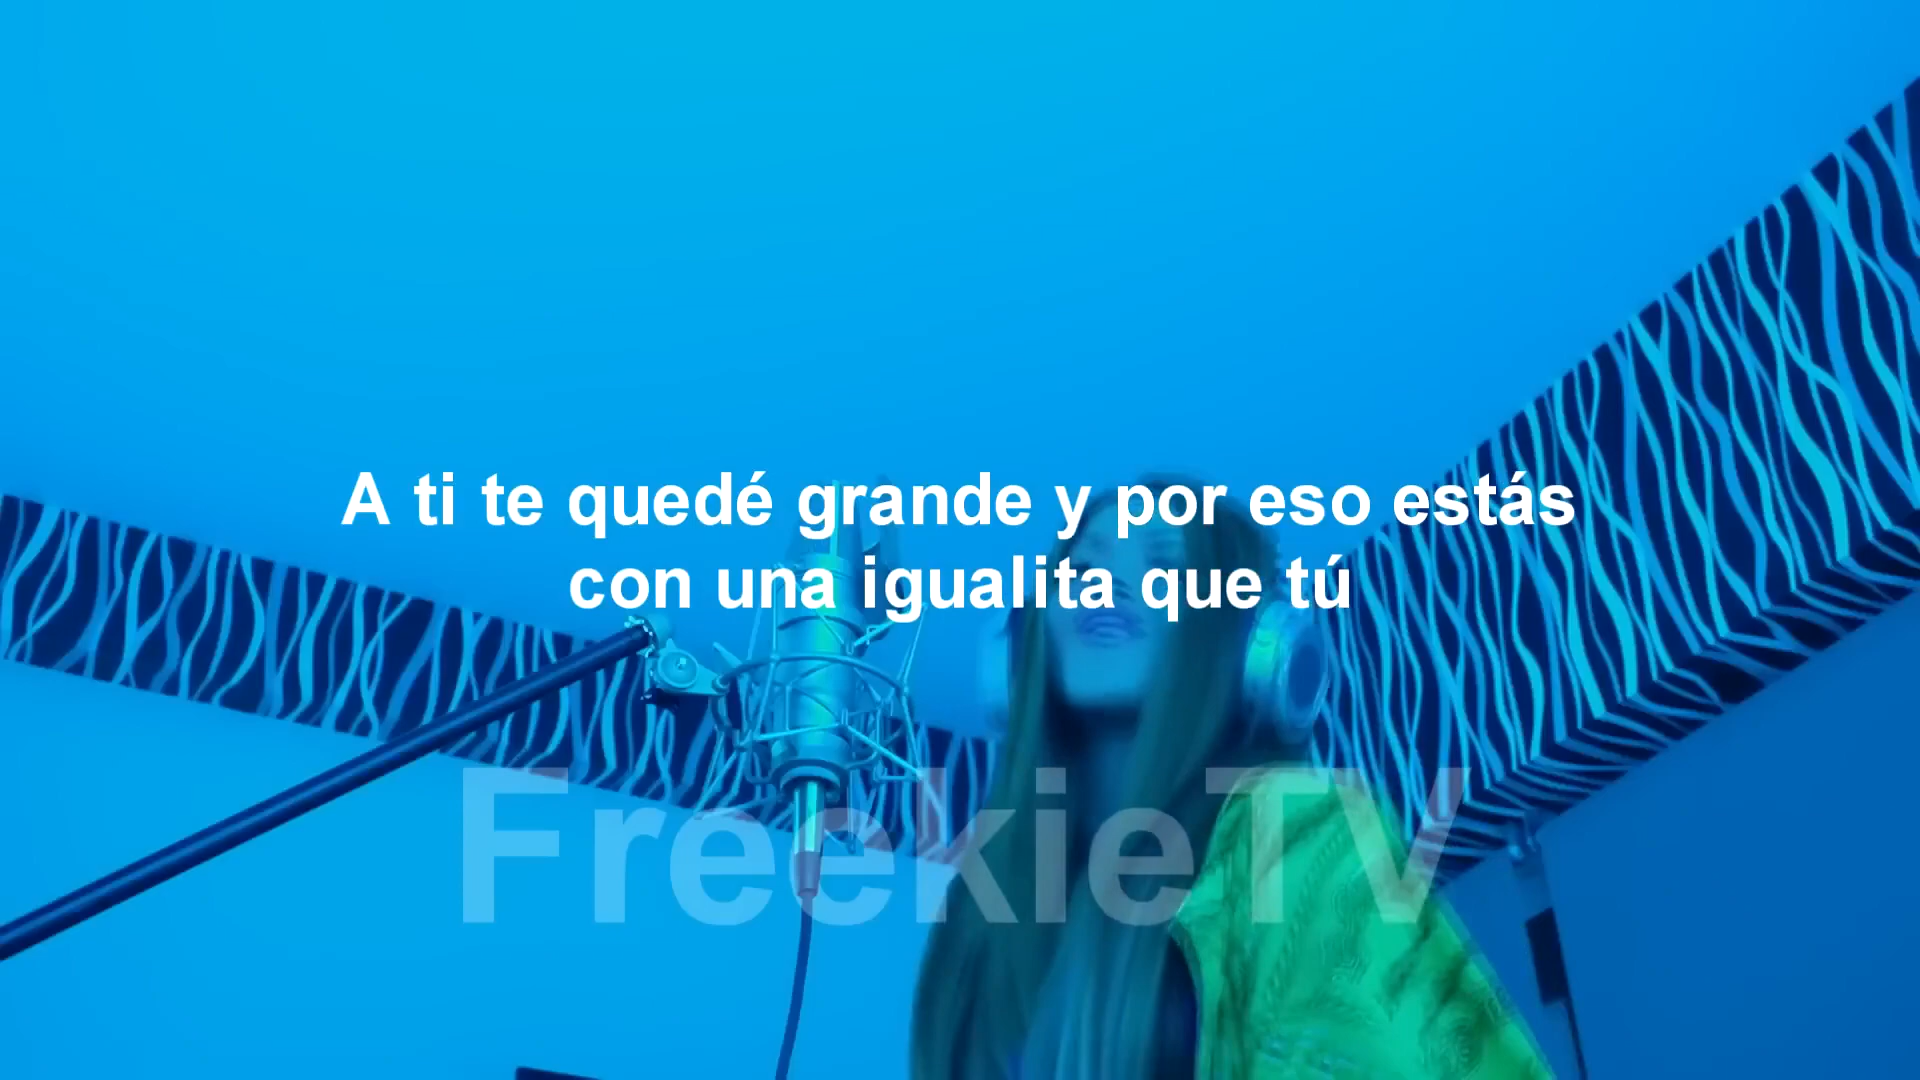 A ti te quedé grande y por eso estás
con una igualita que tú
FreekieTV